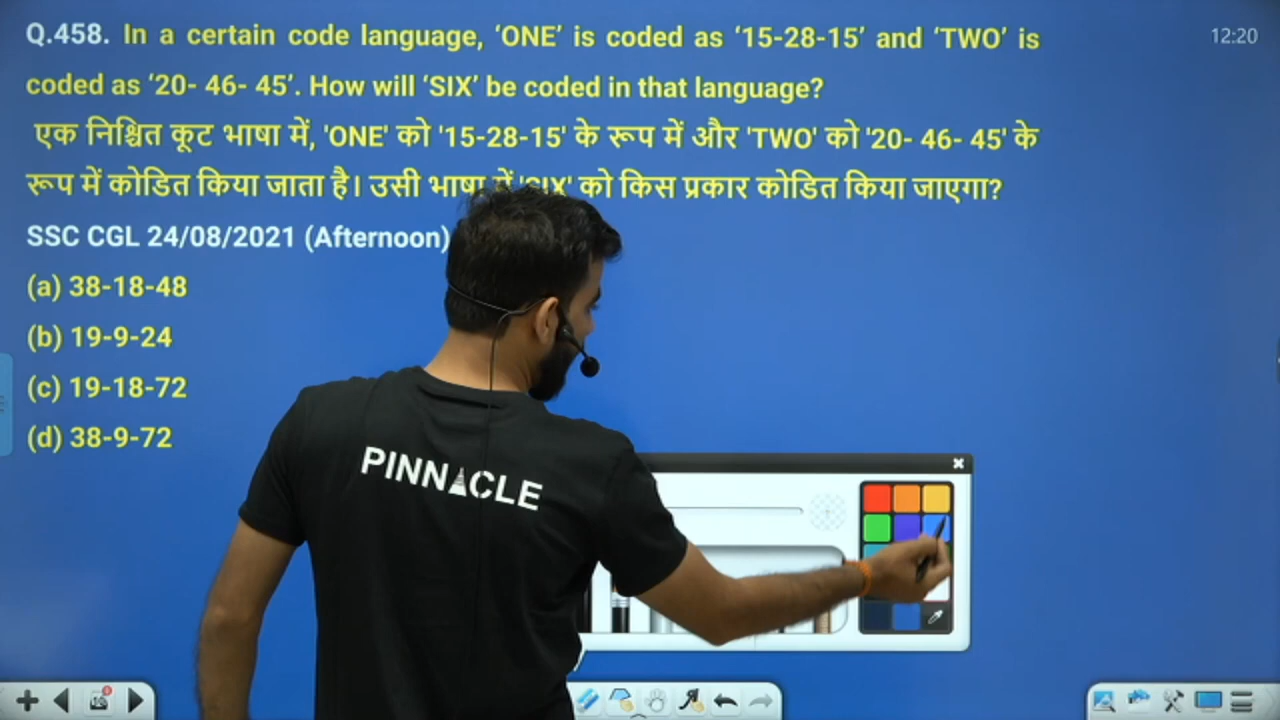 Q.458. In a certain code language, ‘ONE’ is coded as ‘15-28-15’ and ‘TWO’ is
12:20
coded as ‘20- 46- 45’. How will ‘SIX’ be coded in that language?
एक निश्चित कूट भाषा में, 'ONE' को '15-28-15' के रूप में और 'TWO' को '20- 46- 45' के
रूप में कोडित किया जाता है। उसी भाषा में 'SIX' को किस प्रकार कोडित किया जाएगा?
SSC CGL 24/08/2021 (Afternoon)
(a) 38-18-48
(b) 19-9-24
(c) 19-18-72
(d) 38-9-72
PINNACLE